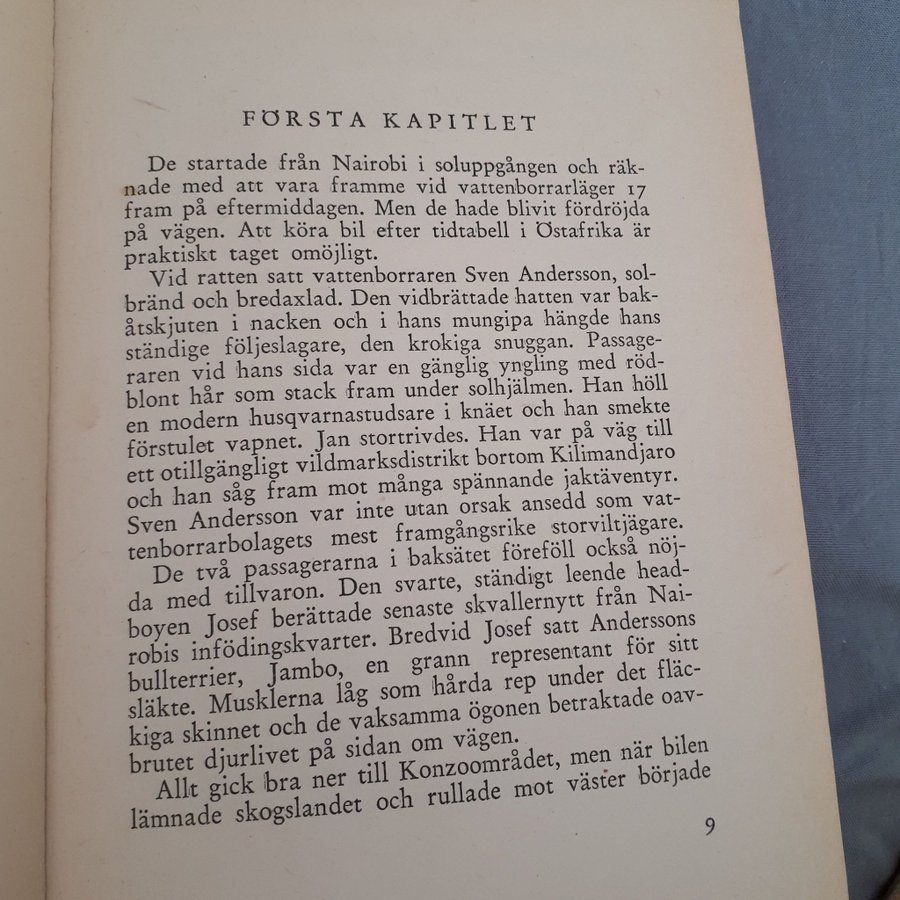 FÖRSTA KAPITLET
De startade från Nairobi i soluppgången och räk-
nade med att vara framme vid vattenborrarläger 17
fram på eftermiddagen. Men de hade blivit fördröjda
på vägen. Att köra bil efter tidtabell i Östafrika är
praktiskt taget omöjligt.
Vid ratten satt vattenborraren Sven Andersson, sol-
bränd och bredaxlad. Den vidbrättade hatten var bak-
åtskjuten i nacken och i hans mungipa hängde hans
ständige följeslagare, den krokiga snuggan. Passage-
raren vid hans sida var en gänglig yngling med röd-
blont hår som stack fram under solhjälmen. Han höll
en modern husqvarnastudsare i knäet och han smekte
förstulet vapnet. Jan stortrivdes. Han var på väg till
ett otillgängligt vildmarksdistrikt bortom Kilimandjaro
och han såg fram mot många spännande jaktäventyr.
Sven Andersson var inte utan orsak ansedd som vat-
tenborrarbolagets mest framgångsrike storviltjägare.
De två passagerarna i baksätet föreföll också nöj-
da med tillvaron. Den svarte, ständigt leende head-
boyen Josef berättade senaste skvallernytt från Nai-
robis infödingskvarter. Bredvid Josef satt Anderssons
bullterrier, Jambo, en grann representant för sitt
släkte. Musklerna låg som hårda rep under det fläc-
kiga skinnet och de vaksamma ögonen betraktade oav-
brutet djurlivet på sidan om vägen.
Allt gick bra ner till Konzoområdet, men när bilen
lämnade skogslandet och rullade mot väster började
9